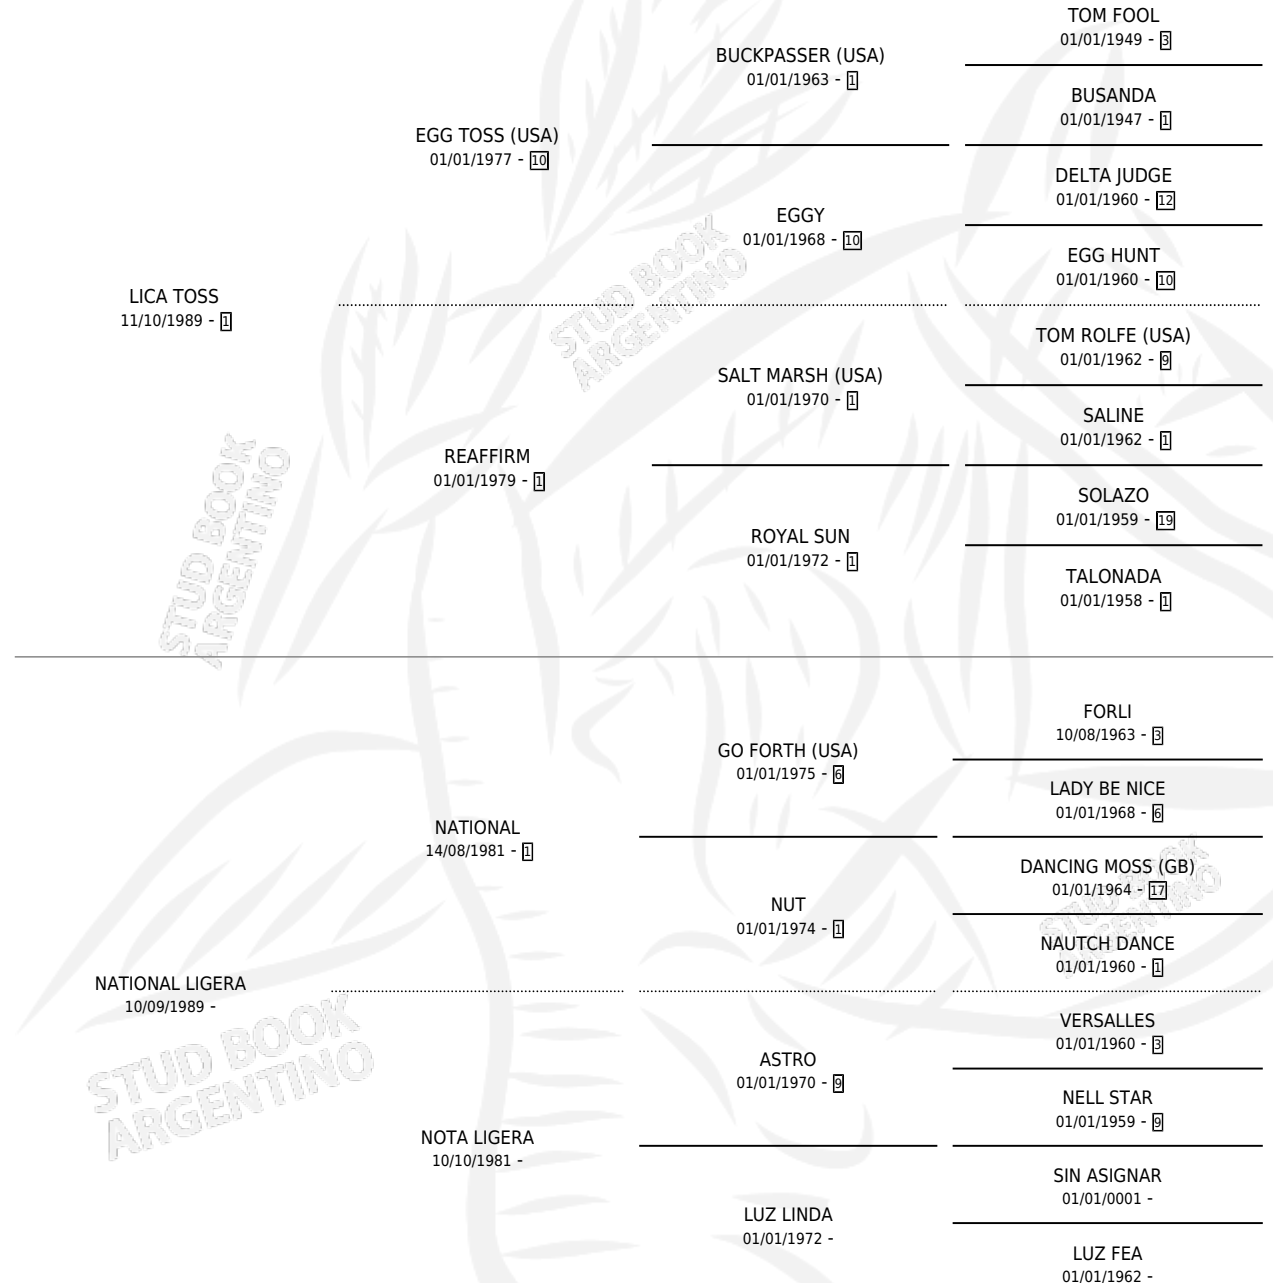 TOM FOOL
01/01/1949 - 3
BUCKPASSER (USA)
01/01/1963 - 1
BUSANDA
01/01/1947 - 1
EGG TOSS (USA)
01/01/1977 - 10
DELTA JUDGE
01/01/1960 - 12
EGGY
01/01/1968 - 10
EGG HUNT
01/01/1960 - 10
LICA TOSS
11/10/1989 - 1
TOM ROLFE (USA)
01/01/1962 - 9
SALT MARSH (USA)
01/01/1970 - 1
SALINE
01/01/1962 - 1
REAFFIRM
01/01/1979 - 1
SOLAZO
01/01/1959 - 19
ROYAL SUN
01/01/1972 - 1
TALONADA
01/01/1958 - 1
FORLI
10/08/1963 - 3
GO FORTH (USA)
01/01/1975 - 6
LADY BE NICE
01/01/1968 - 6
NATIONAL
14/08/1981 - 1
DANCING MOSS (GB)
01/01/1964 - 17
NUT
01/01/1974 - 1
NAUTCH DANCE
01/01/1960 - 1
NATIONAL LIGERA
10/09/1989 -
VERSALLES
01/01/1960 - 3
ASTRO
01/01/1970 - 9
NELL STAR
01/01/1959 - 9
NOTA LIGERA
10/10/1981 -
SIN ASIGNAR
01/01/0001 -
LUZ LINDA
01/01/1972 -
LUZ FEA
01/01/1962 -
STUD BOOK
ARGENTINO
STUD BOOK
ARGENTINO
STUD BOOK
ARGENTINO
STUD BOOK
ARGENTINO